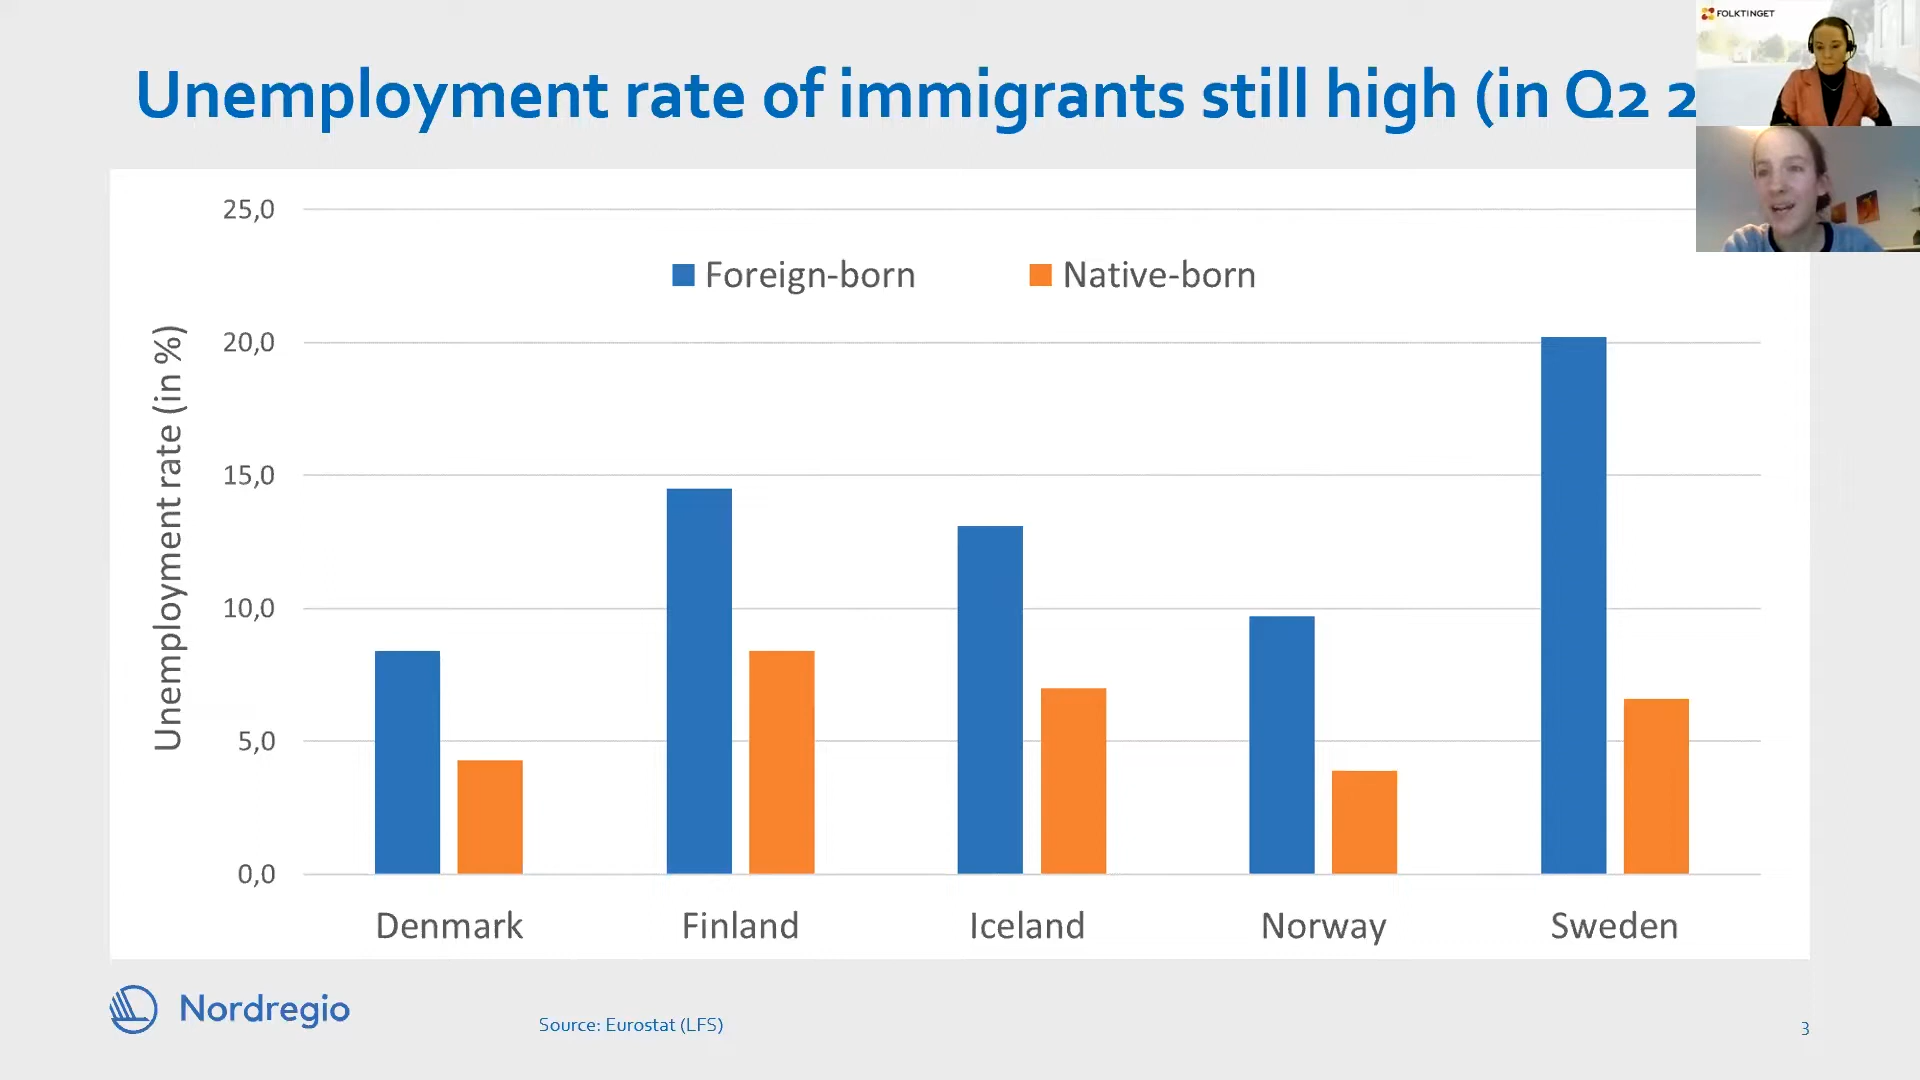 FOLKTINGET
Unemployment rate of immigrants still high (in Q2 2
25,0
Foreign-born
Native-born
20,0
15,0
10,0
5,0
0,0
Unemployment rate (in %)
Denmark
Finland
Iceland
Norway
Sweden
Nordregio
Source: Eurostat (LFS)
3